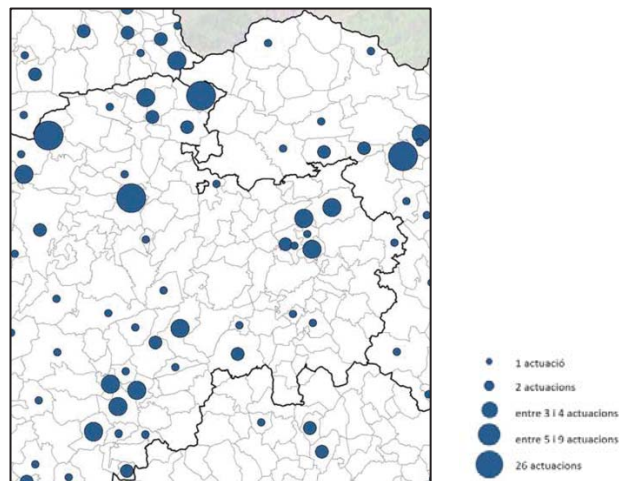 1 actuació
2 actuacions
entre 3 i 4 actuacions
entre 5 i 9 actuacions
26 actuacions